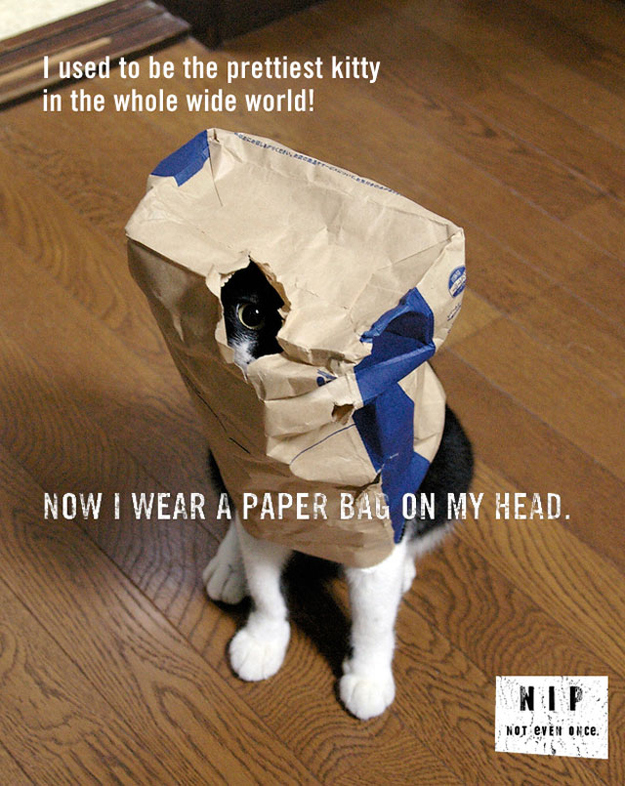 I used to be the prettiest kitty
in the whole wide world!
NOW I WEAR A PAPER BAG ON MY HEAD.
NIP
NOT EVEN ONCE.